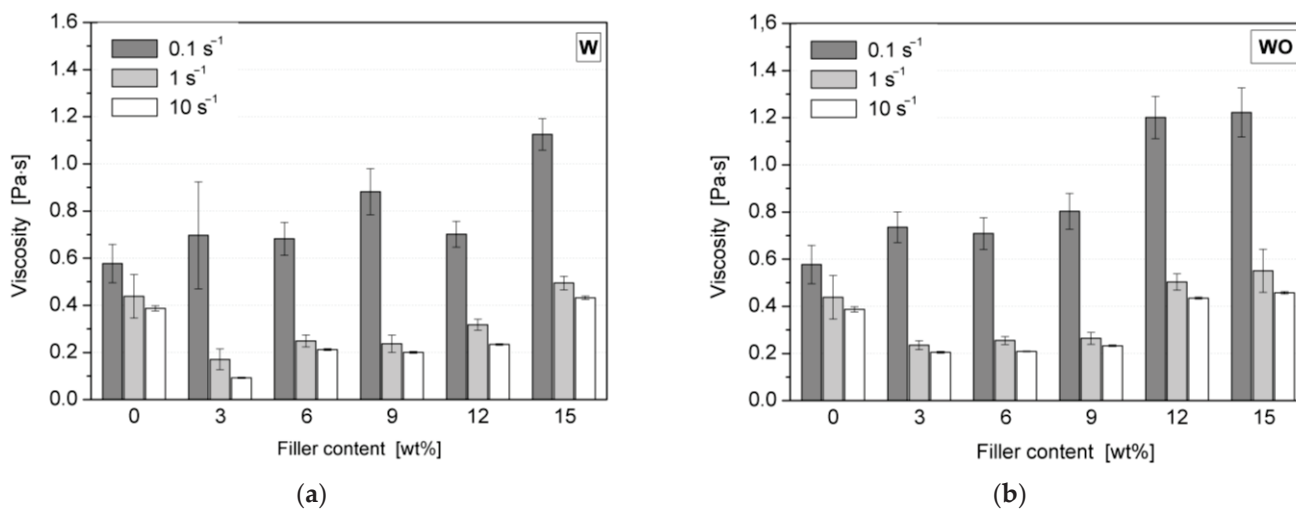 1.6
W
0.1 s⁻¹
1.4
1 s⁻¹
1.2
10 s⁻¹
1.0
0.8
0.6
0.4
0.2
0.0
Viscosity [Pa·s]
0 3 6 9 12 15
Filler content [wt%]
(a)
1,6
WO
0.1 s⁻¹
1.4
1 s⁻¹
1.2
10 s⁻¹
1.0
0.8
0.6
0.4
0.2
0.0
Viscosity [Pa·s]
0 3 6 9 12 15
Filler content [wt%]
(b)